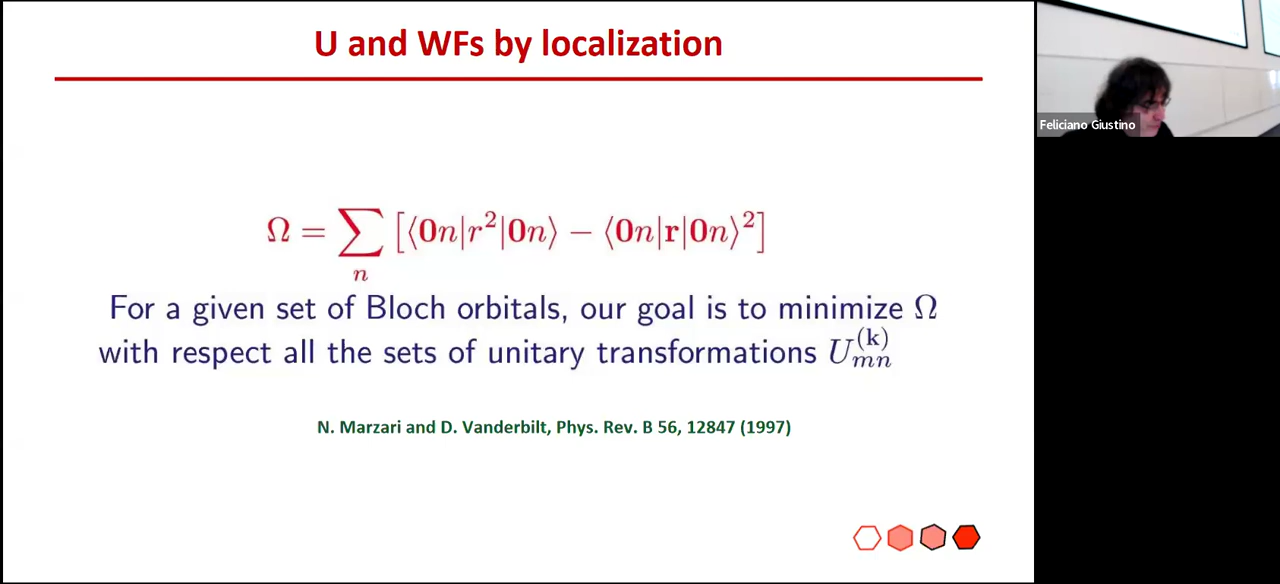 U and WFs by localization
Ω = ∑ₙ [⟨0n|r²|0n⟩ − ⟨0n|r|0n⟩²]
For a given set of Bloch orbitals, our goal is to minimize Ω
with respect all the sets of unitary transformations U_{mn}^{(k)}
N. Marzari and D. Vanderbilt, Phys. Rev. B 56, 12847 (1997)
Feliciano Giustino